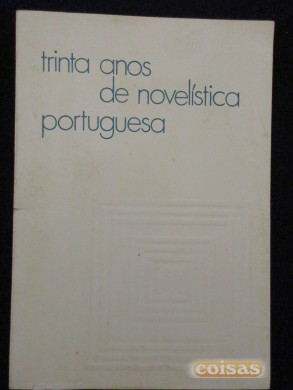 trinta anos
de novelística
portuguesa
coisas